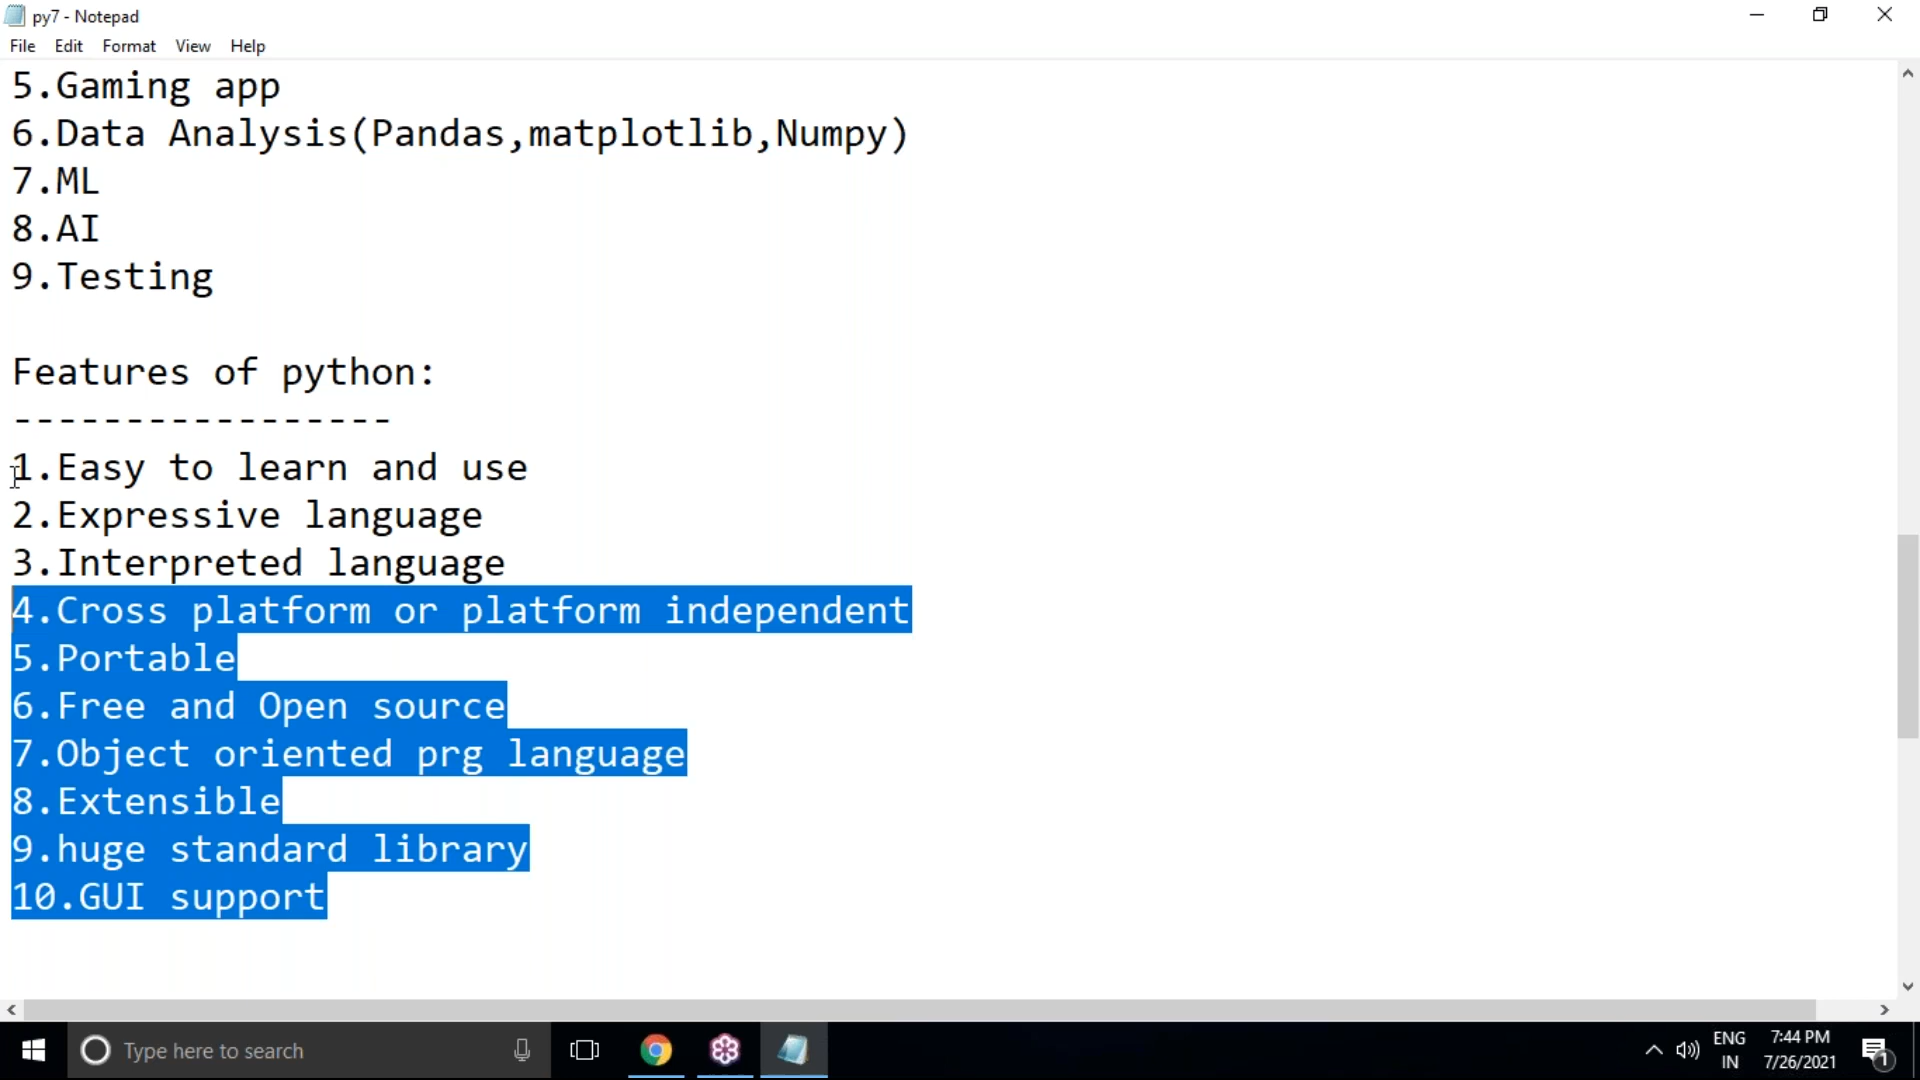 py7 - Notepad
File Edit Format View Help
5.Gaming app
6.Data Analysis(Pandas,matplotlib,Numpy)
7.ML
8.AI
9.Testing
Features of python:
-----------------
1.Easy to learn and use
2.Expressive language
3.Interpreted language
4.Cross platform or platform independent
5.Portable
6.Free and Open source
7.Object oriented prg language
8.Extensible
9.huge standard library
10.GUI support
Type here to search
ENG
IN
7:44 PM
7/26/2021
1